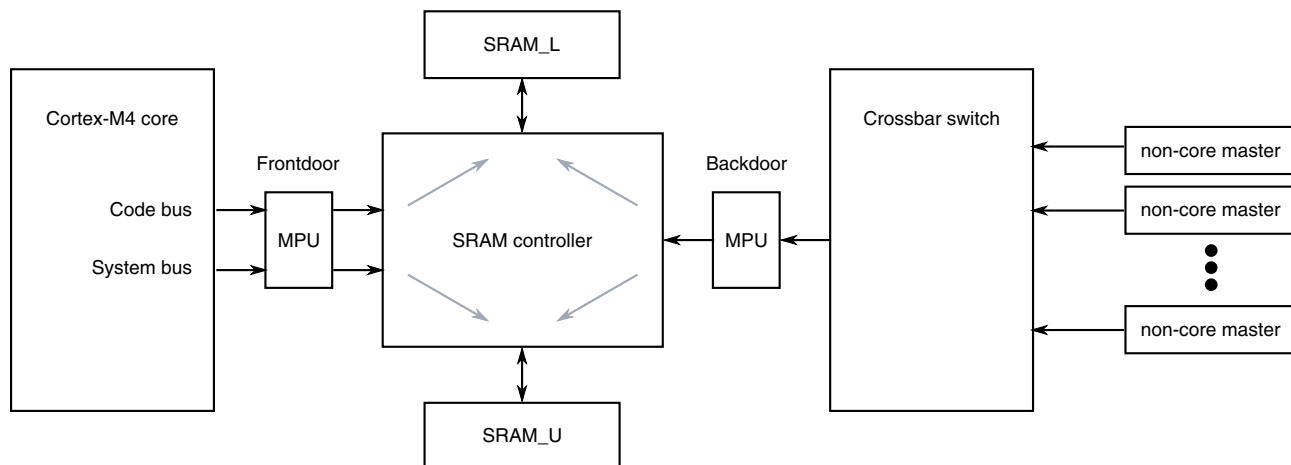 SRAM_L
Cortex-M4 core
Crossbar switch
non-core master
Frontdoor
Backdoor
non-core master
Code bus
MPU
SRAM controller
MPU
System bus
non-core master
SRAM_U